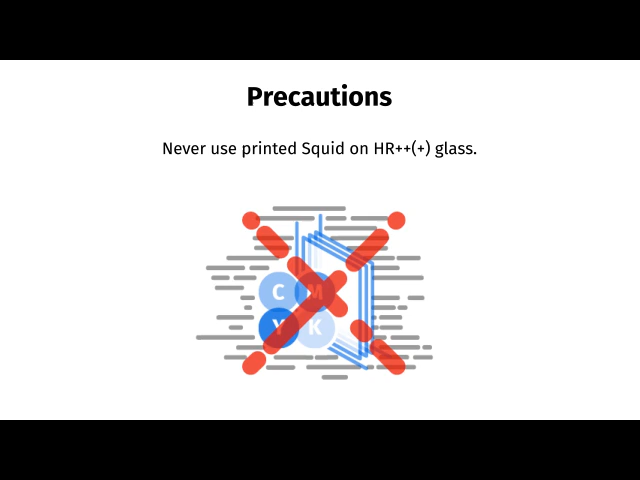 Precautions
Never use printed Squid on HR++(+) glass.
C M
Y K